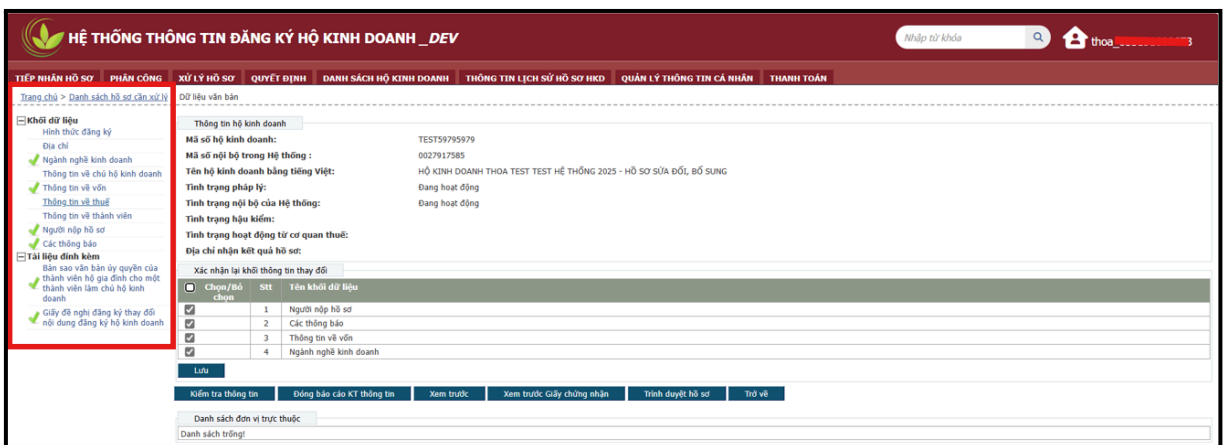 HỆ THỐNG THÔNG TIN ĐĂNG KÝ HỘ KINH DOANH _DEV
Nhập từ khóa
thoa_
3
TIẾP NHẬN HỒ SƠ PHÂN CÔNG XỬ LÝ HỒ SƠ QUYẾT ĐỊNH DANH SÁCH HỘ KINH DOANH THÔNG TIN LỊCH SỬ HỒ SƠ HKD QUẢN LÝ THÔNG TIN CÁ NHÂN THANH TOÁN
Trang chủ > Danh sách hồ sơ cần xử lý
Khối dữ liệu
Hình thức đăng ký
Địa chỉ
Ngành nghề kinh doanh
Thông tin về chủ hộ kinh doanh
Thông tin về vốn
Thông tin về thuế
Thông tin về thành viên
Người nộp hồ sơ
Các thông báo
Tài liệu đính kèm
Bản sao văn bản ủy quyền của
thành viên hộ gia đình cho một
thành viên làm chủ hộ kinh
doanh
Giấy đề nghị đăng ký thay đổi
nội dung đăng ký hộ kinh doanh
Dữ liệu văn bản
Thông tin hộ kinh doanh
Mã số hộ kinh doanh: TEST59795979
Mã số nội bộ trong Hệ thống : 0027917585
Tên hộ kinh doanh bằng tiếng Việt: HỘ KINH DOANH THOA TEST TEST HỆ THỐNG 2025 - HỒ SƠ SỬA ĐỔI, BỔ SUNG
Tình trạng pháp lý: Đang hoạt động
Tình trạng nội bộ của Hệ thống: Đang hoạt động
Tình trạng hậu kiểm:
Tình trạng hoạt động từ cơ quan thuế:
Địa chỉ nhận kết quả hồ sơ:
Xác nhận lại khối thông tin thay đổi
Chọn/Bỏ chọn Stt Tên khối dữ liệu
1 Người nộp hồ sơ
2 Các thông báo
3 Thông tin về vốn
4 Ngành nghề kinh doanh
Lưu
Kiểm tra thông tin Đóng báo cáo KT thông tin Xem trước Xem trước Giấy chứng nhận Trình duyệt hồ sơ Trở về
Danh sách đơn vị trực thuộc
Danh sách trống!